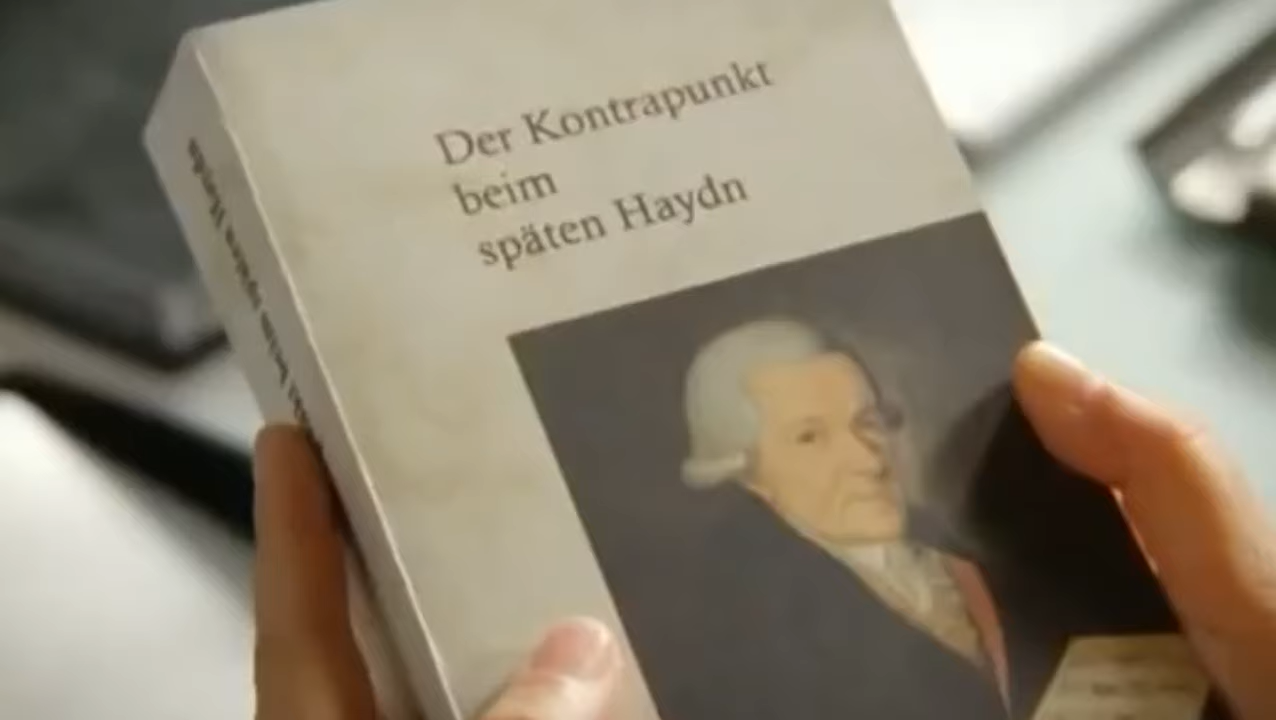 Der Kontrapunkt
beim
späten Haydn